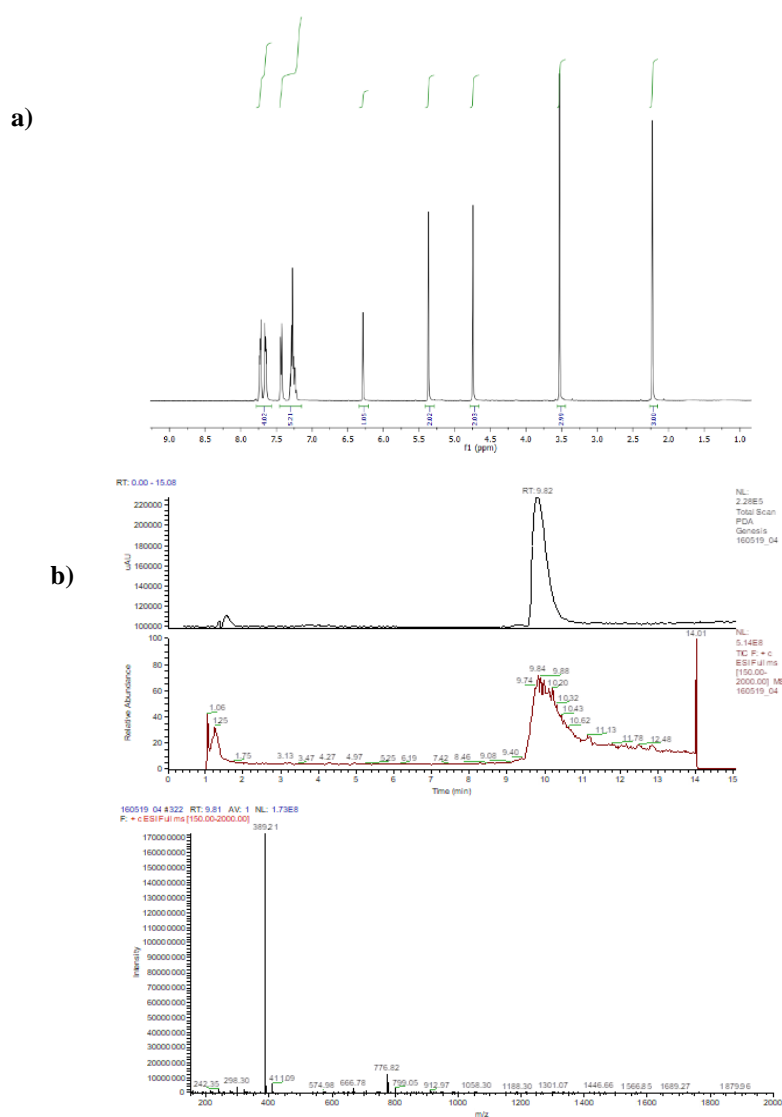 a)
4.02 5.21 1.05 2.02 2.03 2.99 3.00
9.0 8.5 8.0 7.5 7.0 6.5 6.0 5.5 5.0 4.5 4.0 3.5 3.0 2.5 2.0 1.5 1.0
f1 (ppm)
b)
RT: 0.00 - 15.08
RT: 9.82
NL:
2.28E5
Total Scan
PDA
Genesis
160519_04
220000
200000
180000
160000
140000
120000
100000
uAU
14.01
NL:
5.14E8
TIC F: + c
ESI Full ms
[150.00-
2000.00] MS
160519_04
100
80
60
40
20
0
Relative Abundance
1.06
1.25
1.75 3.13 3.47 4.27 4.97 5.25 6.19 7.42 8.46 9.08 9.40
9.74 9.84 9.88
10.20
10.32
10.43
10.62
11.13
11.78 12.48
0 1 2 3 4 5 6 7 8 9 10 11 12 13 14 15
Time (min)
160519_04 #322 RT: 9.81 AV: 1 NL: 1.73E8
F: + c ESI Full ms [150.00-2000.00]
389.21
170000000
160000000
150000000
140000000
130000000
120000000
110000000
100000000
90000000
80000000
70000000
60000000
50000000
40000000
30000000
20000000
10000000
0
Intensity
242.35 298.30 411.09 574.98 666.78 776.82 799.05 912.97 1058.30 1188.30 1301.07 1446.66 1566.85 1689.27 1879.96
200 400 600 800 1000 1200 1400 1600 1800 2000
m/z